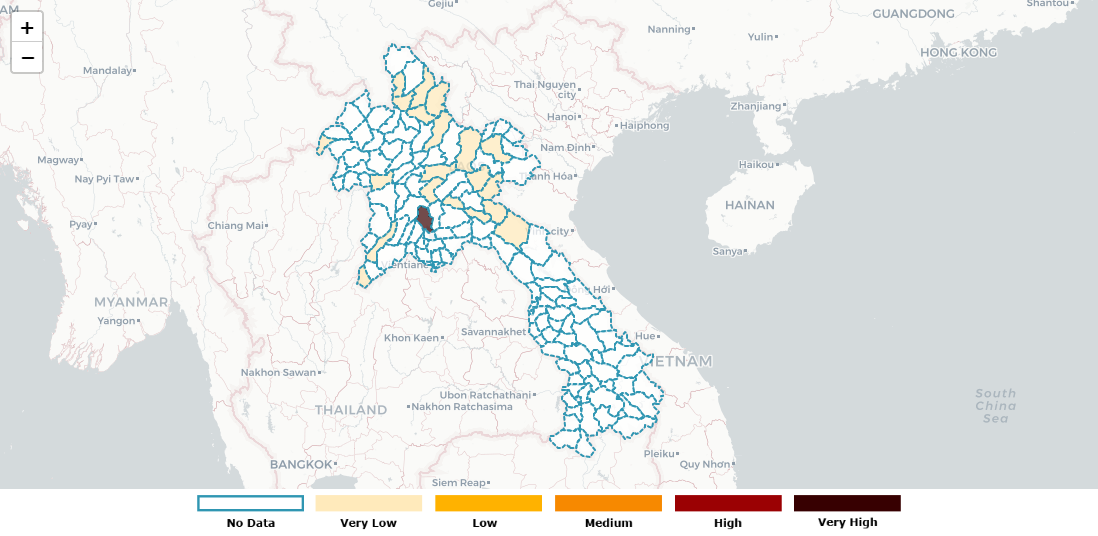 AM
Gejiu
GUANGDONG
Shantou
+
−
Nanning
Yulin
HONG KONG
Mandalay
Thai Nguyen
city
Zhanjiang
Hanoi
Haiphong
Nam Định
Magway
Haikou
Nay Pyi Taw
Thanh Hóa
HAINAN
Pyay
Chiang Mai
city
Sanya
Vientiane
MYANMAR
Hới
Yangon
Savannakhet
Khon Kaen
Hue
VIETNAM
Nakhon Sawan
Ubon Ratchathani
South
China
Sea
THAILAND
Nakhon Ratchasima
Pleiku
BANGKOK
Quy Nhơn
Siem Reap
No Data
Very Low
Low
Medium
High
Very High